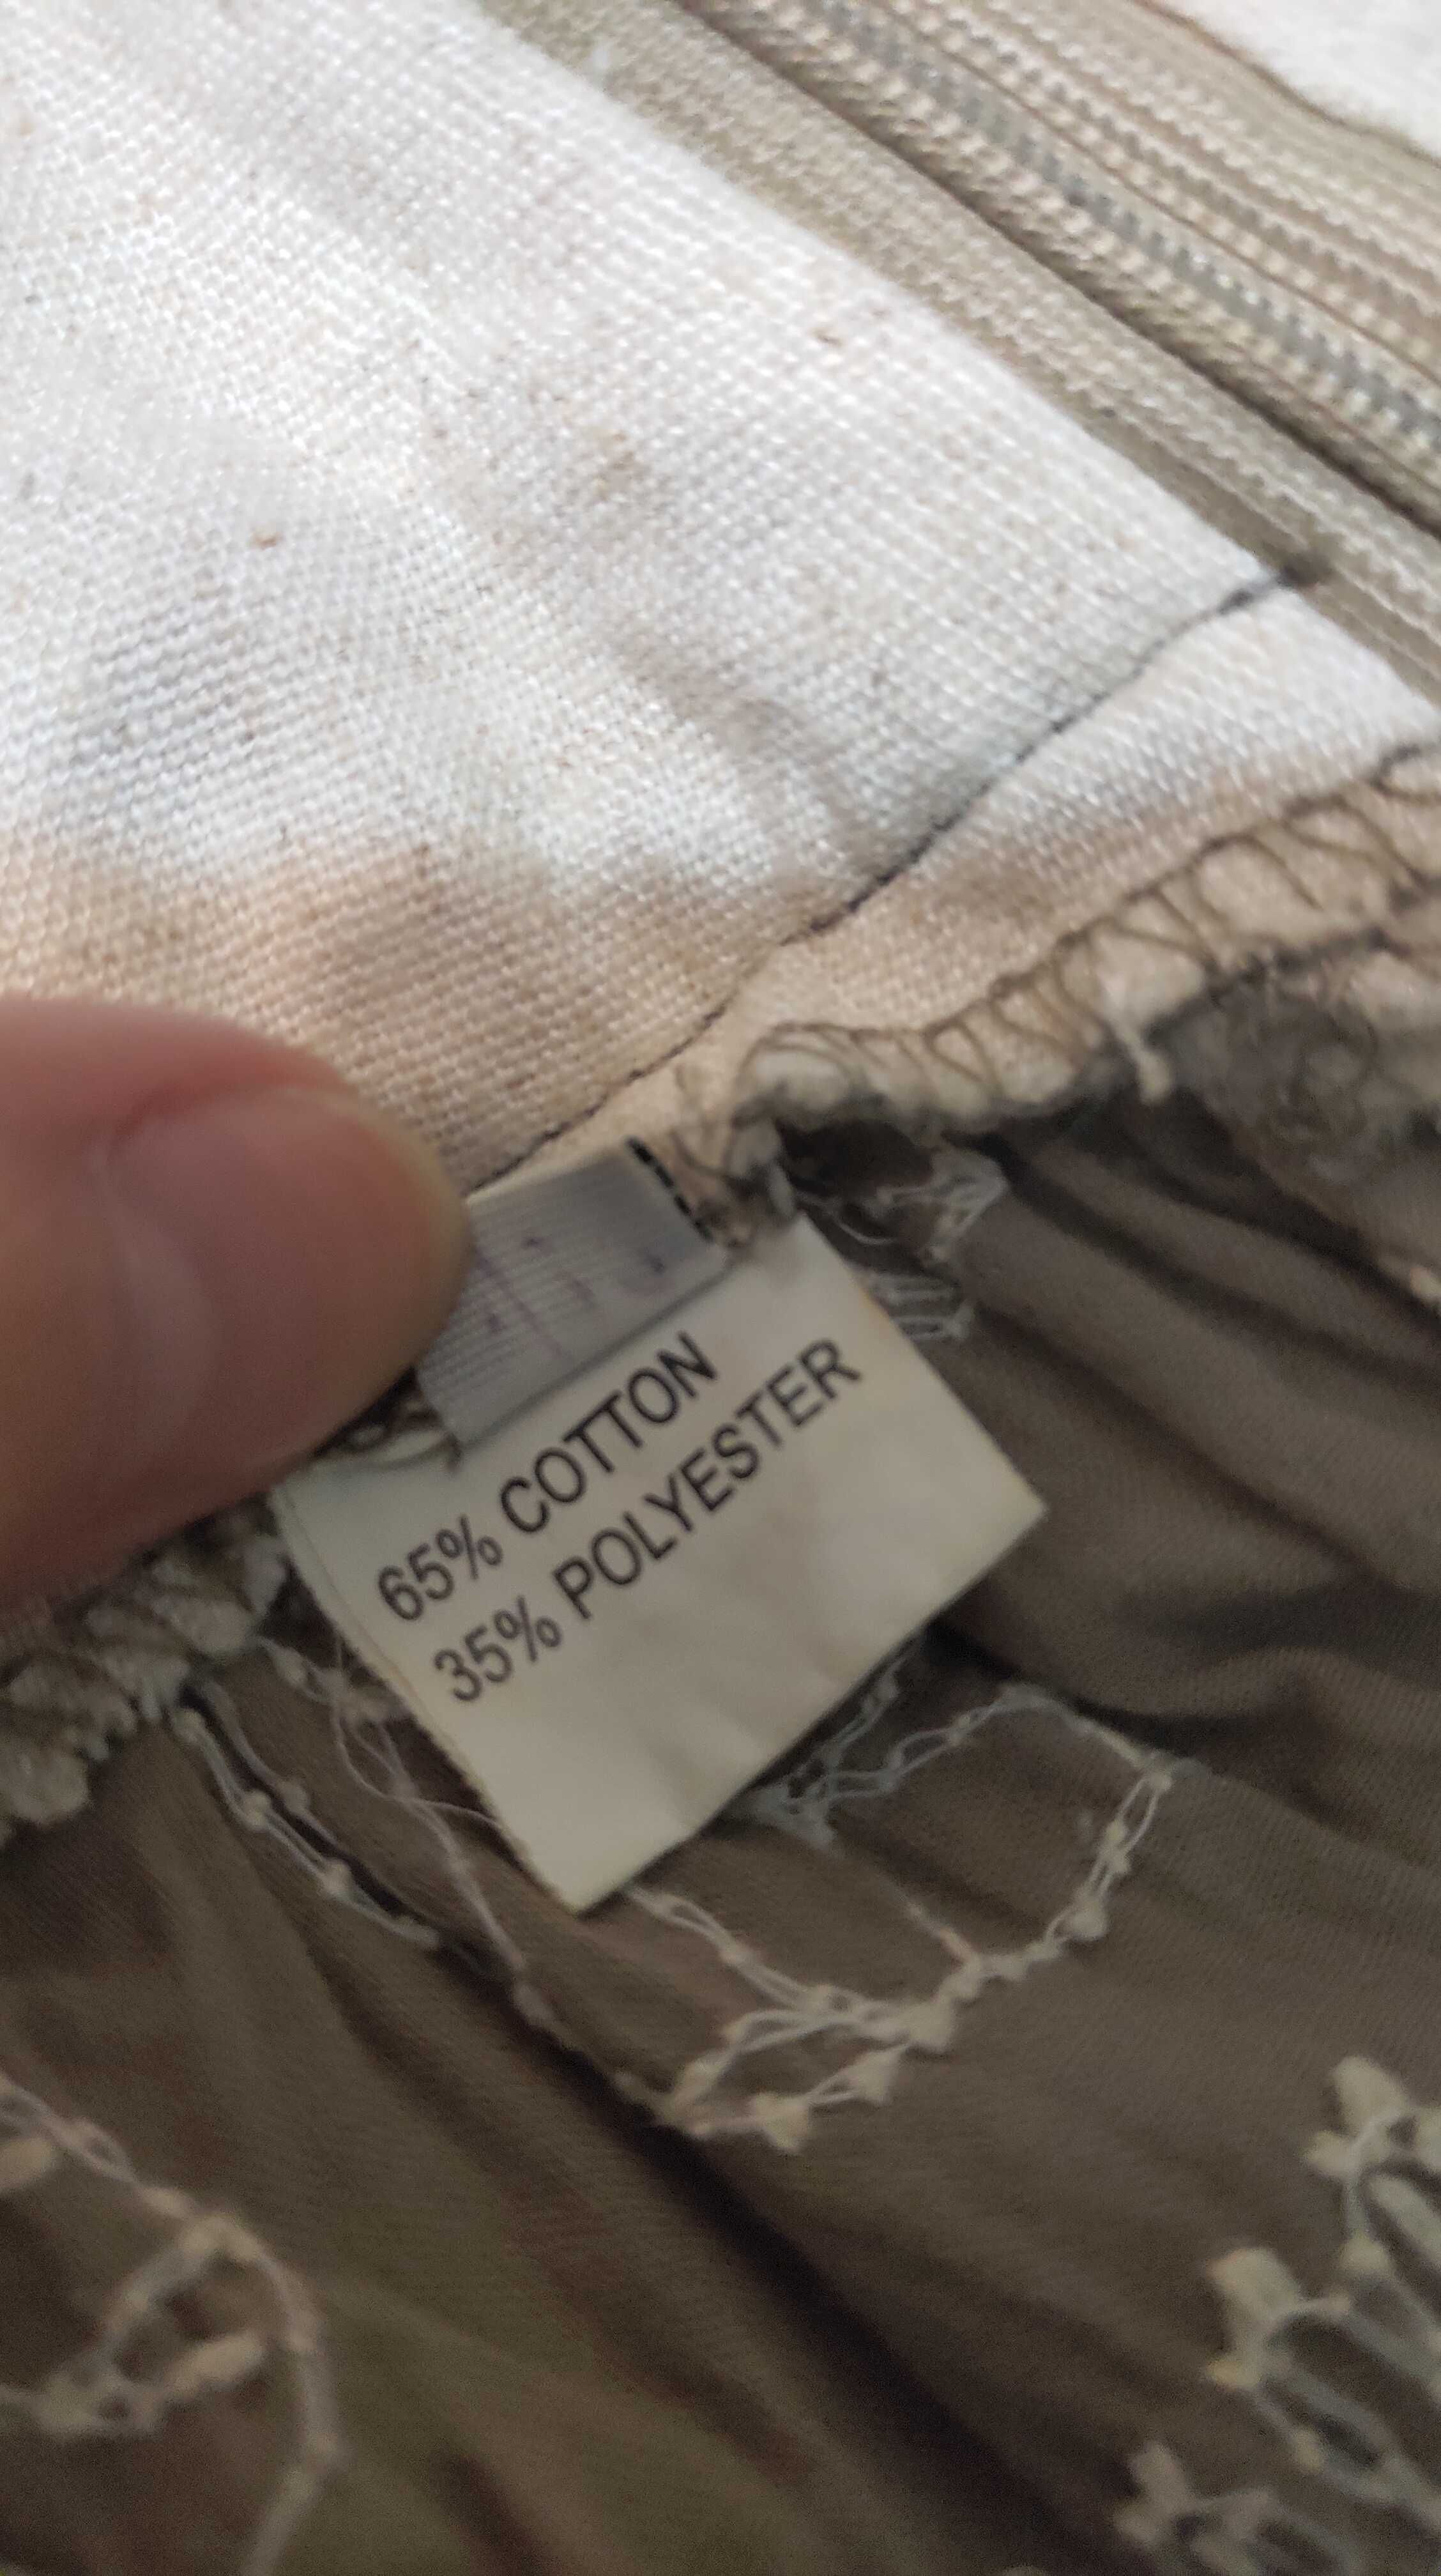 65% COTTON
35% POLYESTER